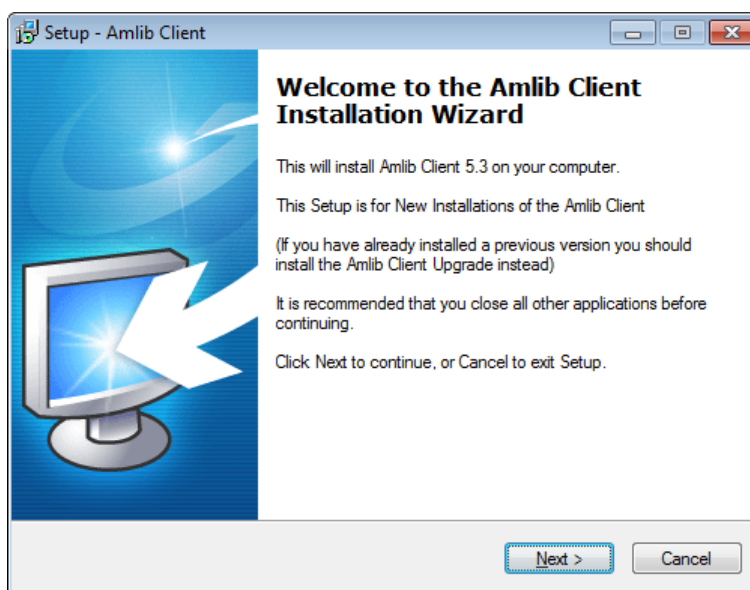 Setup - Amlib Client
Welcome to the Amlib Client
Installation Wizard
This will install Amlib Client 5.3 on your computer.
This Setup is for New Installations of the Amlib Client
(If you have already installed a previous version you should
install the Amlib Client Upgrade instead)
It is recommended that you close all other applications before
continuing.
Click Next to continue, or Cancel to exit Setup.
Next >
Cancel